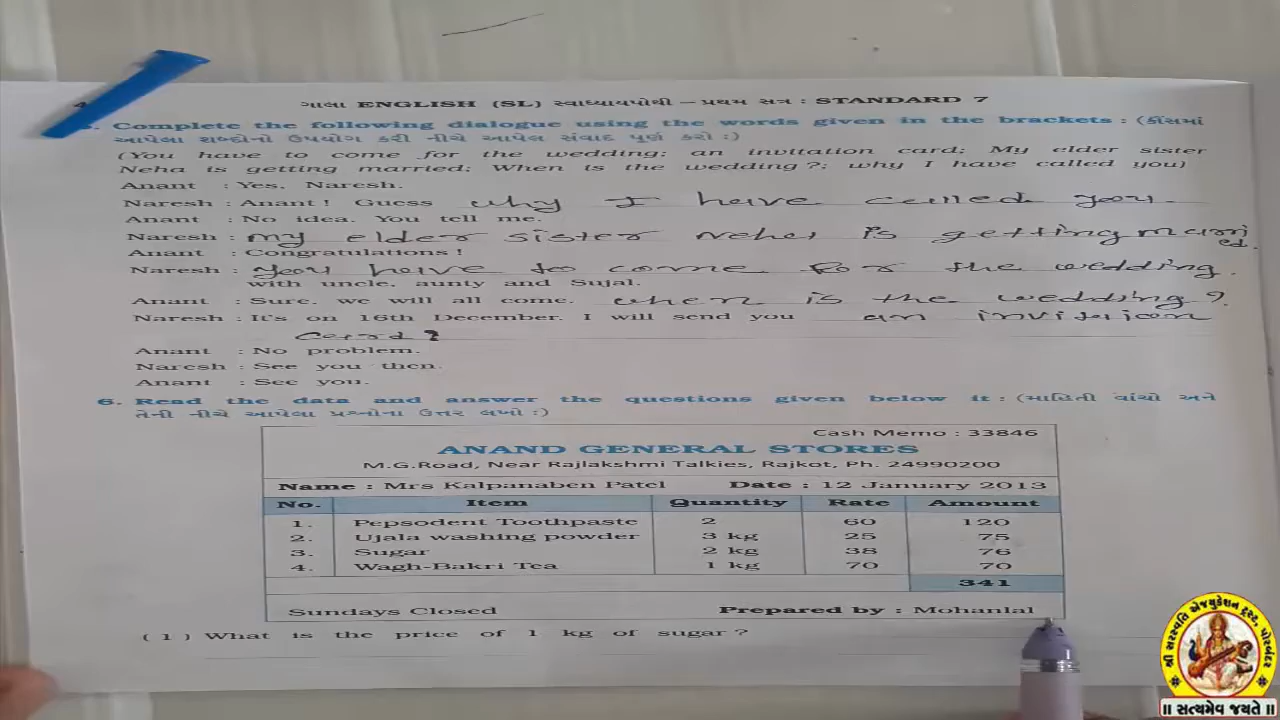 4
ગાલા ENGLISH (SL) સ્વાધ્યાયપોથી – પ્રથમ સત્ર : STANDARD 7
Complete the following dialogue using the words given in the brackets : (કૌંસમાં
આપેલા શબ્દોનો ઉપયોગ કરી નીચે આપેલ સંવાદ પૂર્ણ કરો :)
(You have to come for the wedding; an invitation card; My elder sister
Neha is getting married; When is the wedding ?; why I have called you)
Anant : Yes, Naresh.
Naresh : Anant ! Guess why I have called you.
Anant : No idea. You tell me.
Naresh : my elder sister Neha is getting married.
Anant : Congratulations !
Naresh : you have to come for the wedding.
with uncle, aunty and Sujal.
Anant : Sure, we will all come. when is the wedding?
Naresh : It's on 16th December. I will send you an
card?
Anant : No problem.
Naresh : See you then.
Anant : See you.
6. Read the data and answer the questions given below it : (માહિતી વાંચો અને
તેની નીચે આપેલા પ્રશ્નોના ઉત્તર લખો :)
Cash Memo : 33846
ANAND GENERAL STORES
M.G.Road, Near Rajlakshmi Talkies, Rajkot, Ph. 24990200
Name : Mrs Kalpanaben Patel Date : 12 January 2013
No. Item Quantity Rate Amount
1. Pepsodent Toothpaste 2 60 120
2. Ujala washing powder 3 kg 25 75
3. Sugar 2 kg 38 76
4. Wagh-Bakri Tea 1 kg 70 70
341
Sundays Closed Prepared by : Mohanlal
(1) What is the price of 1 kg of sugar ?
શ્રી સરસ્વતિ એજ્યુકેશન ટ્રસ્ટ, પોરબંદર
|| સત્યમેવ જયતે ||